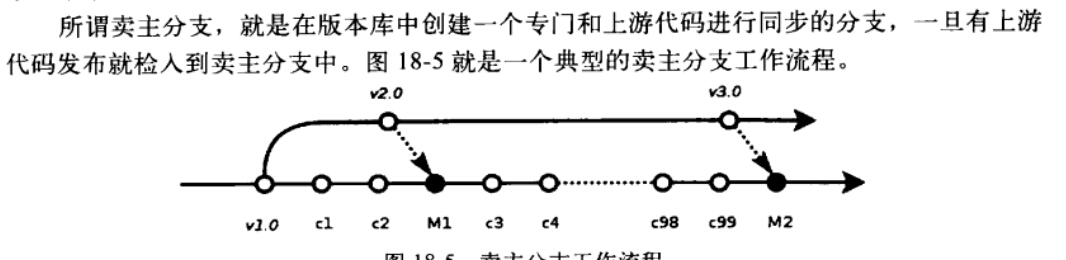 所谓卖主分支，就是在版本库中创建一个专门和上游代码进行同步的分支，一旦有上游
代码发布就检入到卖主分支中。图 18-5 就是一个典型的卖主分支工作流程。
v2.0 v3.0
v1.0 c1 c2 M1 c3 c4 c98 c99 M2
图 18-5 卖主分支工作流程